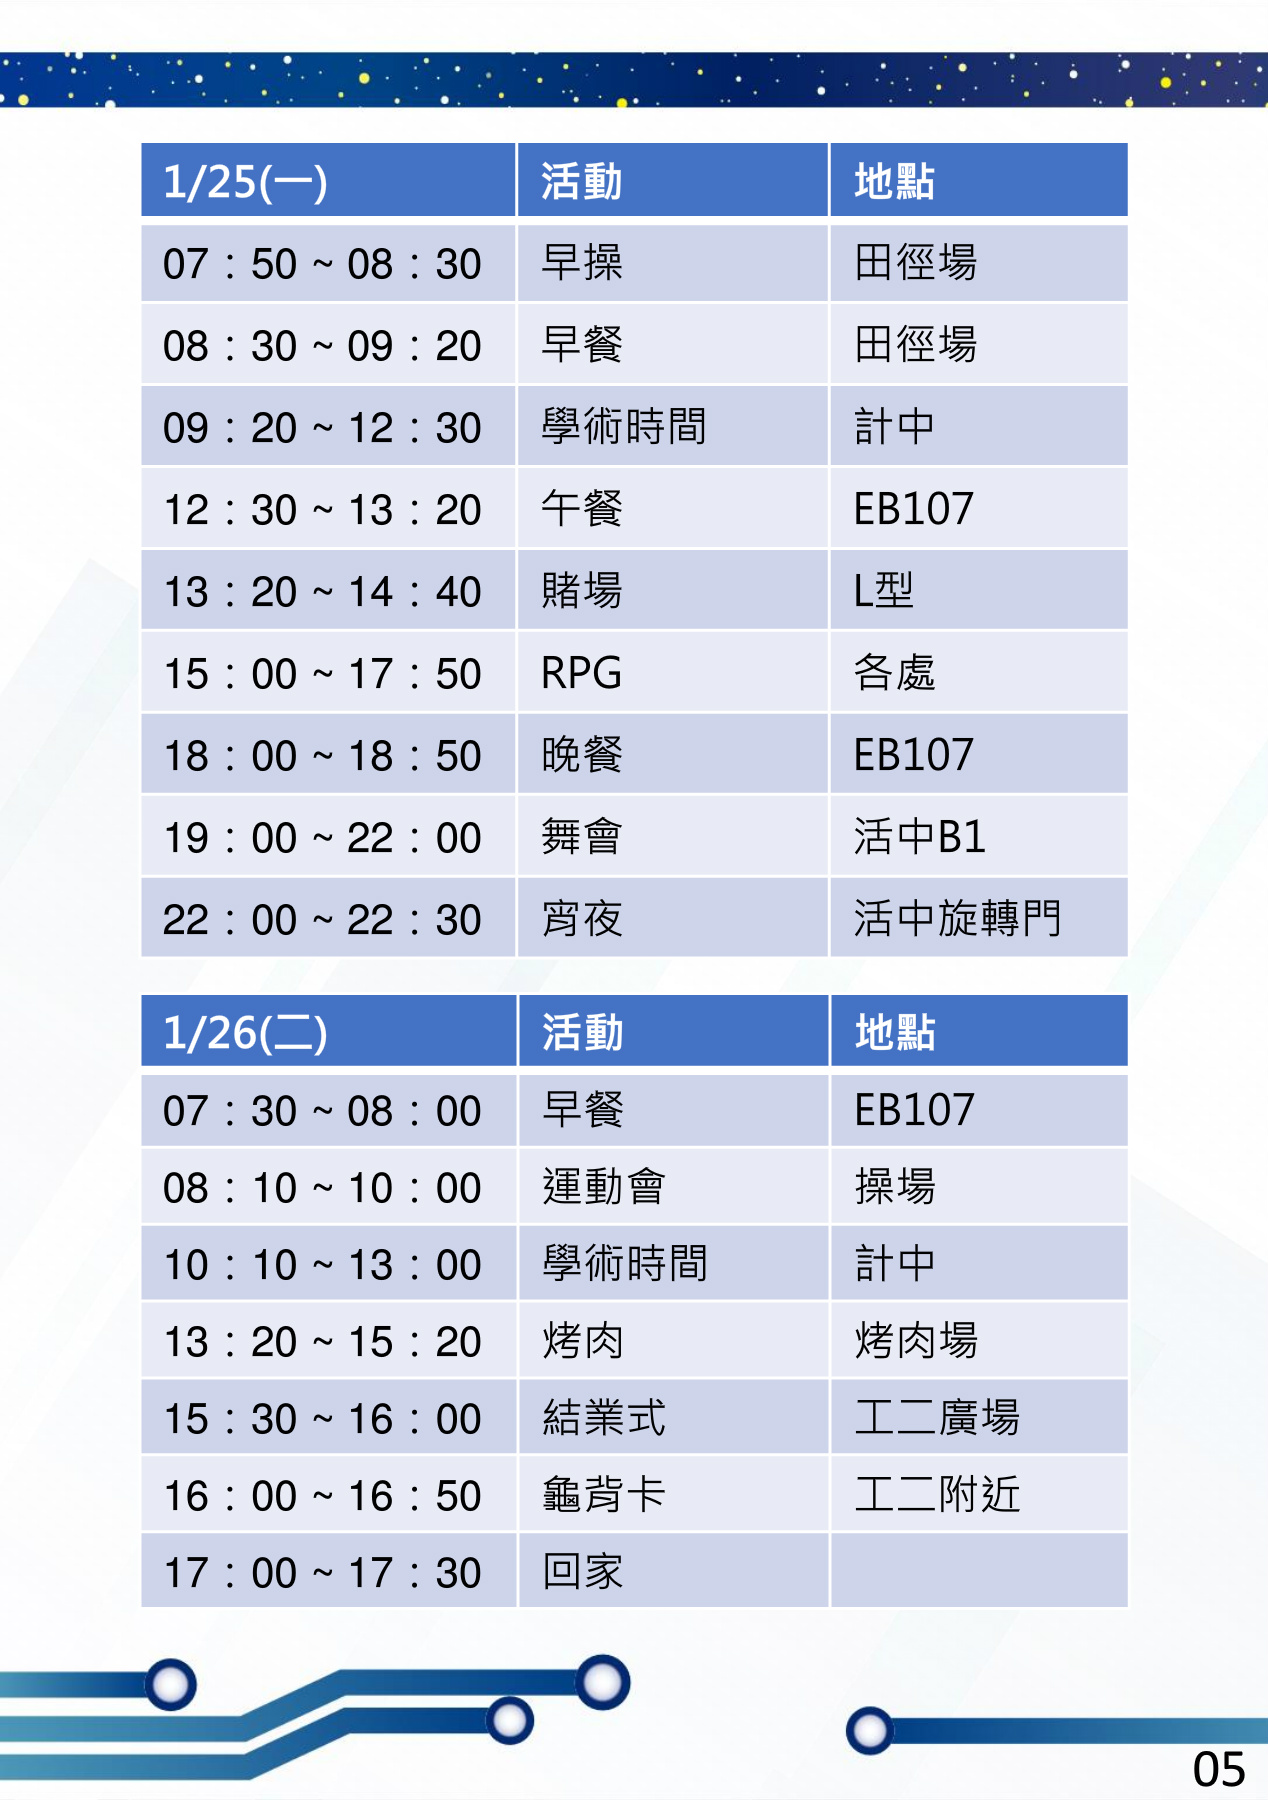 1/25(一) 活動 地點
07：50 ~ 08：30 早操 田徑場
08：30 ~ 09：20 早餐 田徑場
09：20 ~ 12：30 學術時間 計中
12：30 ~ 13：20 午餐 EB107
13：20 ~ 14：40 賭場 L型
15：00 ~ 17：50 RPG 各處
18：00 ~ 18：50 晚餐 EB107
19：00 ~ 22：00 舞會 活中B1
22：00 ~ 22：30 宵夜 活中旋轉門
1/26(二) 活動 地點
07：30 ~ 08：00 早餐 EB107
08：10 ~ 10：00 運動會 操場
10：10 ~ 13：00 學術時間 計中
13：20 ~ 15：20 烤肉 烤肉場
15：30 ~ 16：00 結業式 工二廣場
16：00 ~ 16：50 龜背卡 工二附近
17：00 ~ 17：30 回家
05